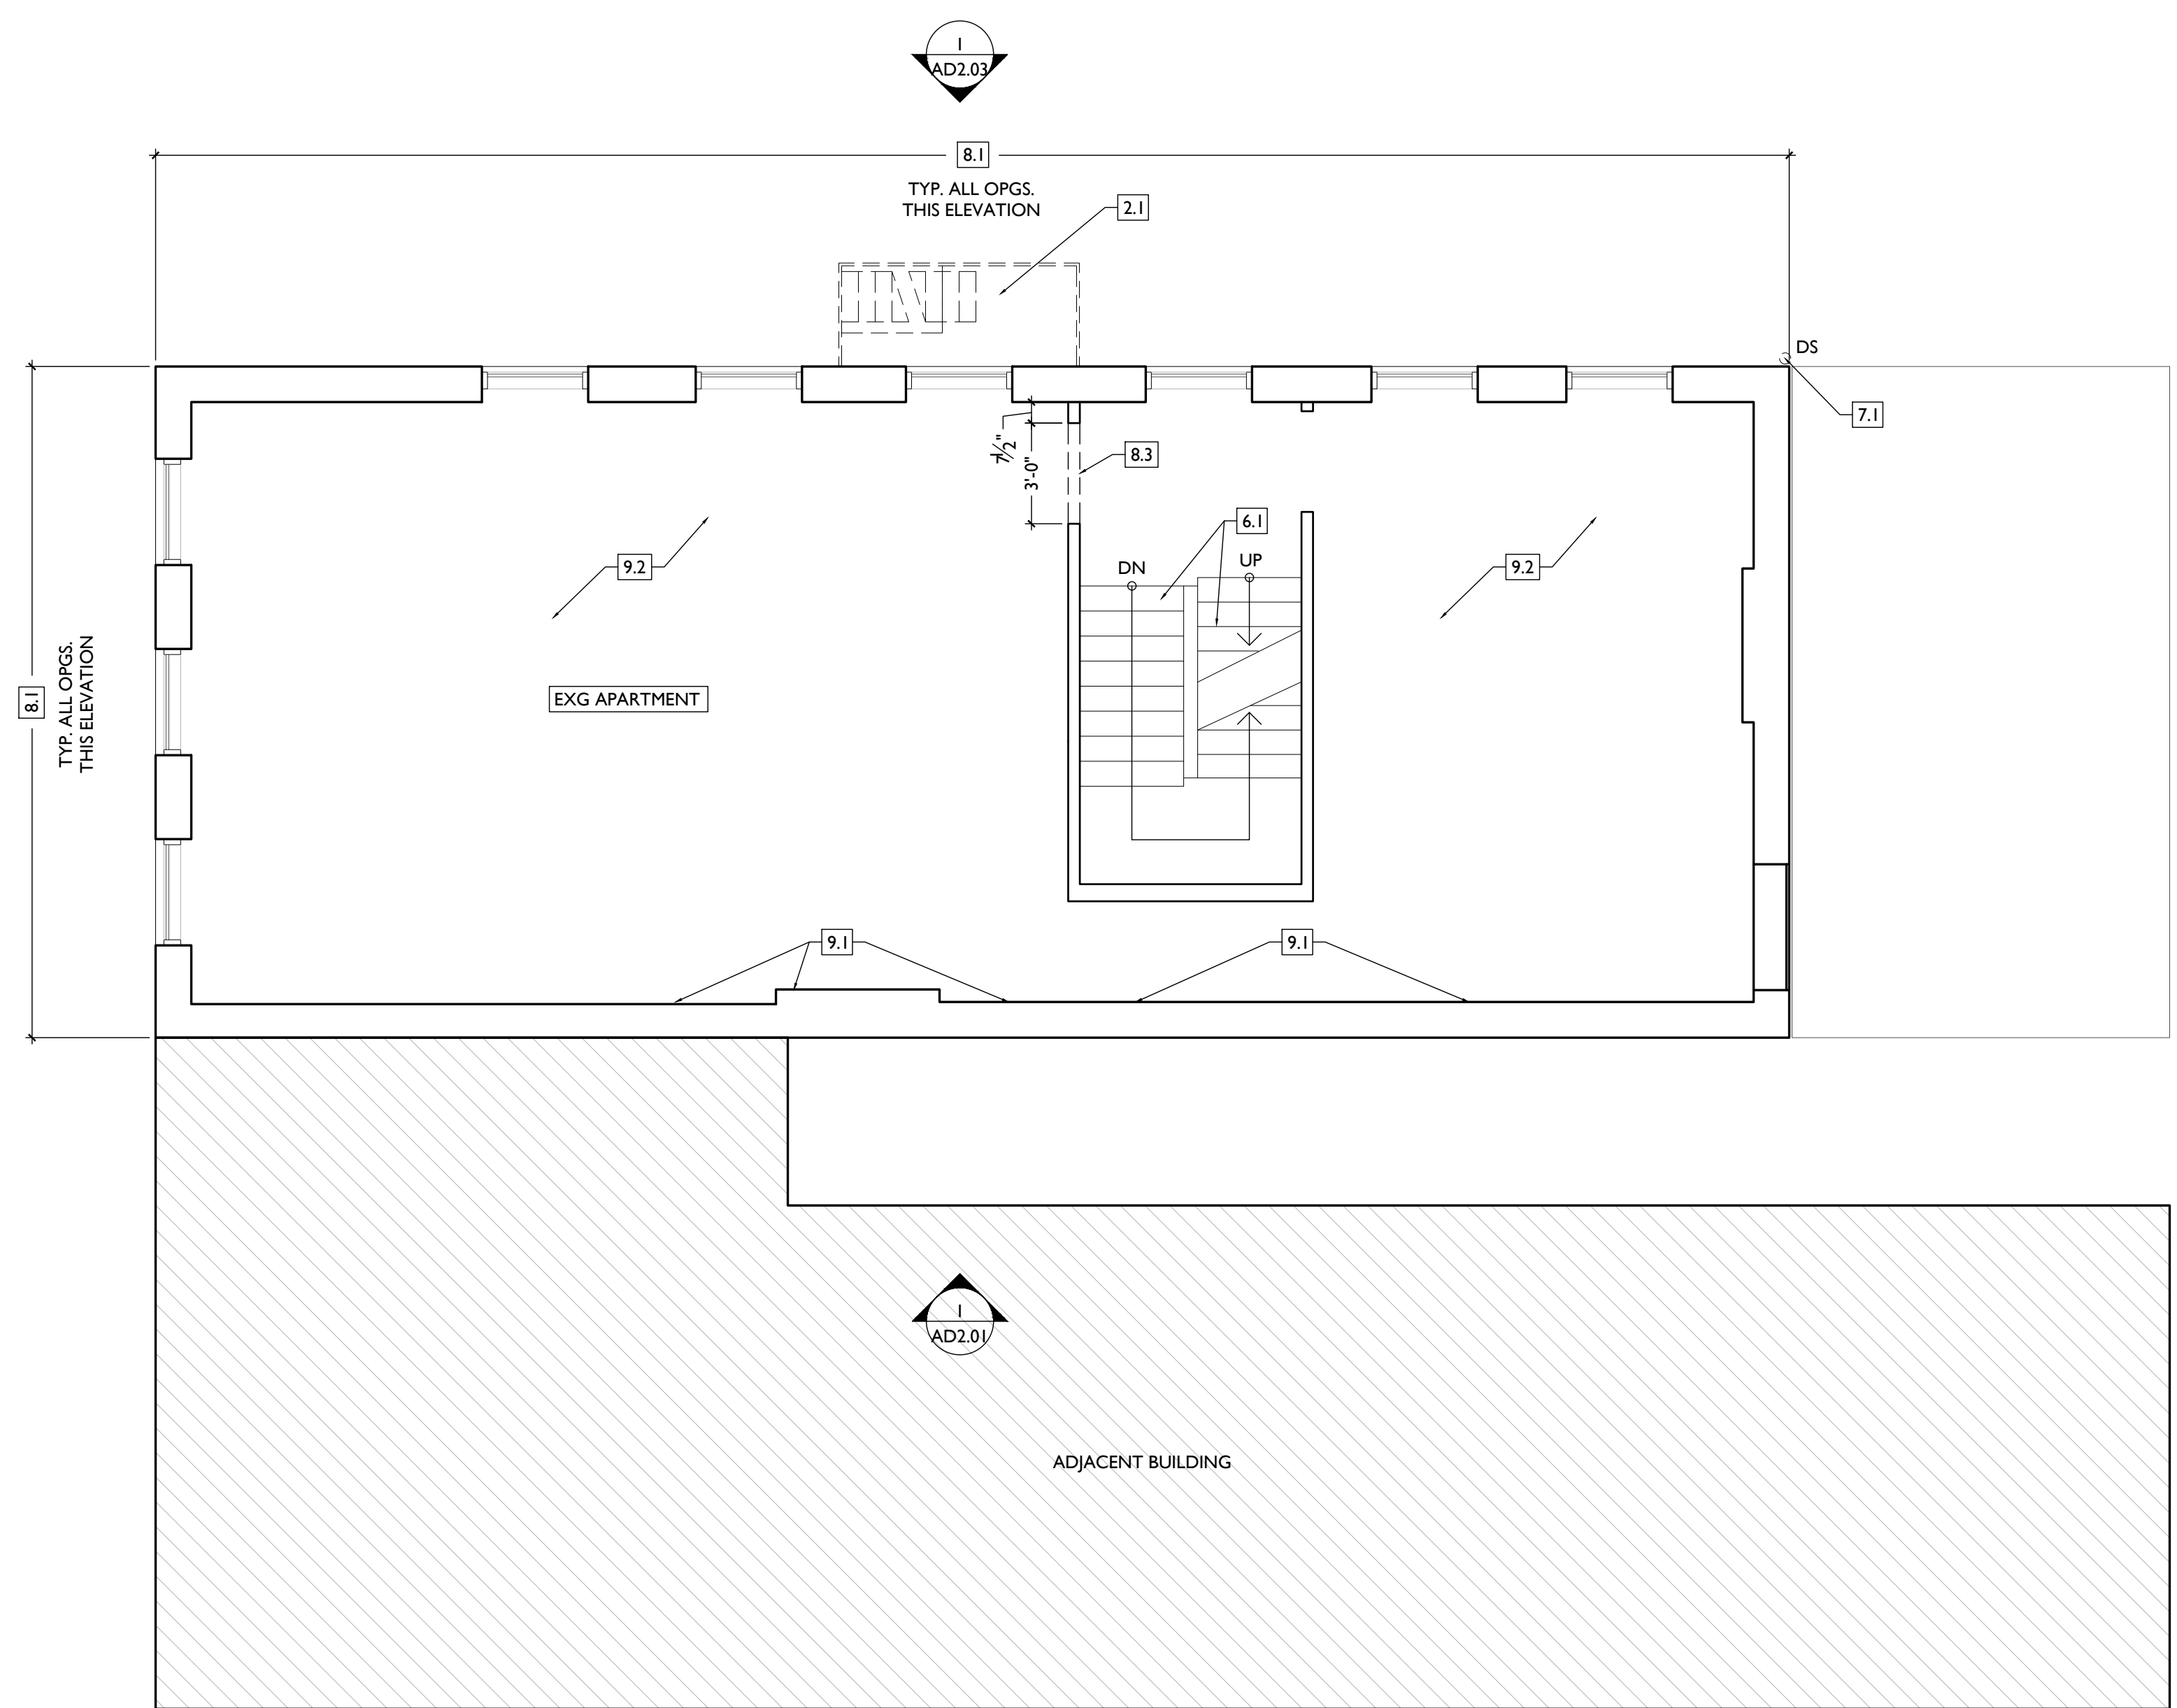 1
AD2.03
8.1
TYP. ALL OPGS.
THIS ELEVATION
2.1
DS
7.1
7 1/2"
3'-0"
8.3
6.1
9.2
9.2
DN
UP
8.1
TYP. ALL OPGS.
THIS ELEVATION
EXG APARTMENT
9.1
9.1
1
AD2.01
ADJACENT BUILDING